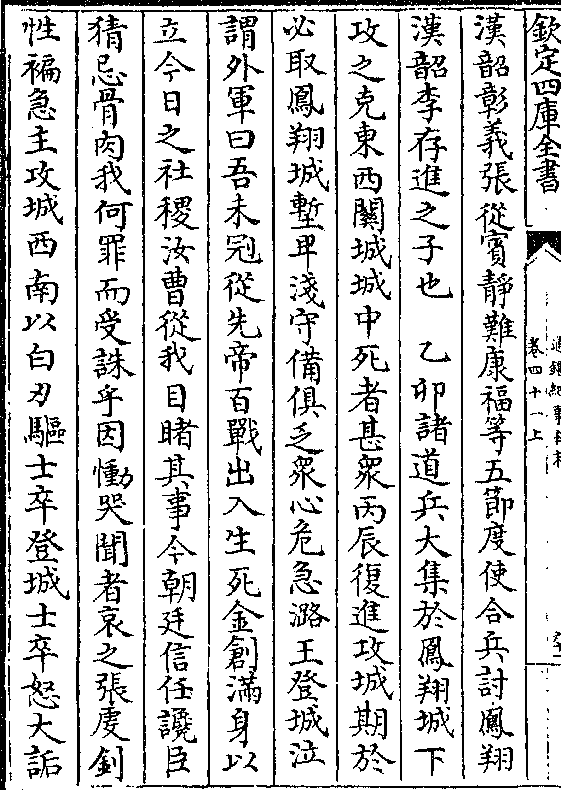 欽定四庫全書
通鑑紀事本末
卷四十一上
漢韶彰義張從賓靜難康福等五節度使合兵討鳳翔
漢韶李存進之子也　乙卯諸道兵大集於鳳翔城下
攻之克東西關城城中死者甚衆丙辰復進攻城期於
必取鳳翔城塹卑淺守備俱乏衆心危急潞王登城泣
謂外軍曰吾未冠從先帝百戰出入生死金創滿身以
立今日之社稷汝曹從我目睹其事今朝廷信任讒臣
猜忌骨肉我何罪而受誅乎因慟哭聞者哀之張虔釗
性褊急主攻城西南以白刃驅士卒登城士卒怒大詬